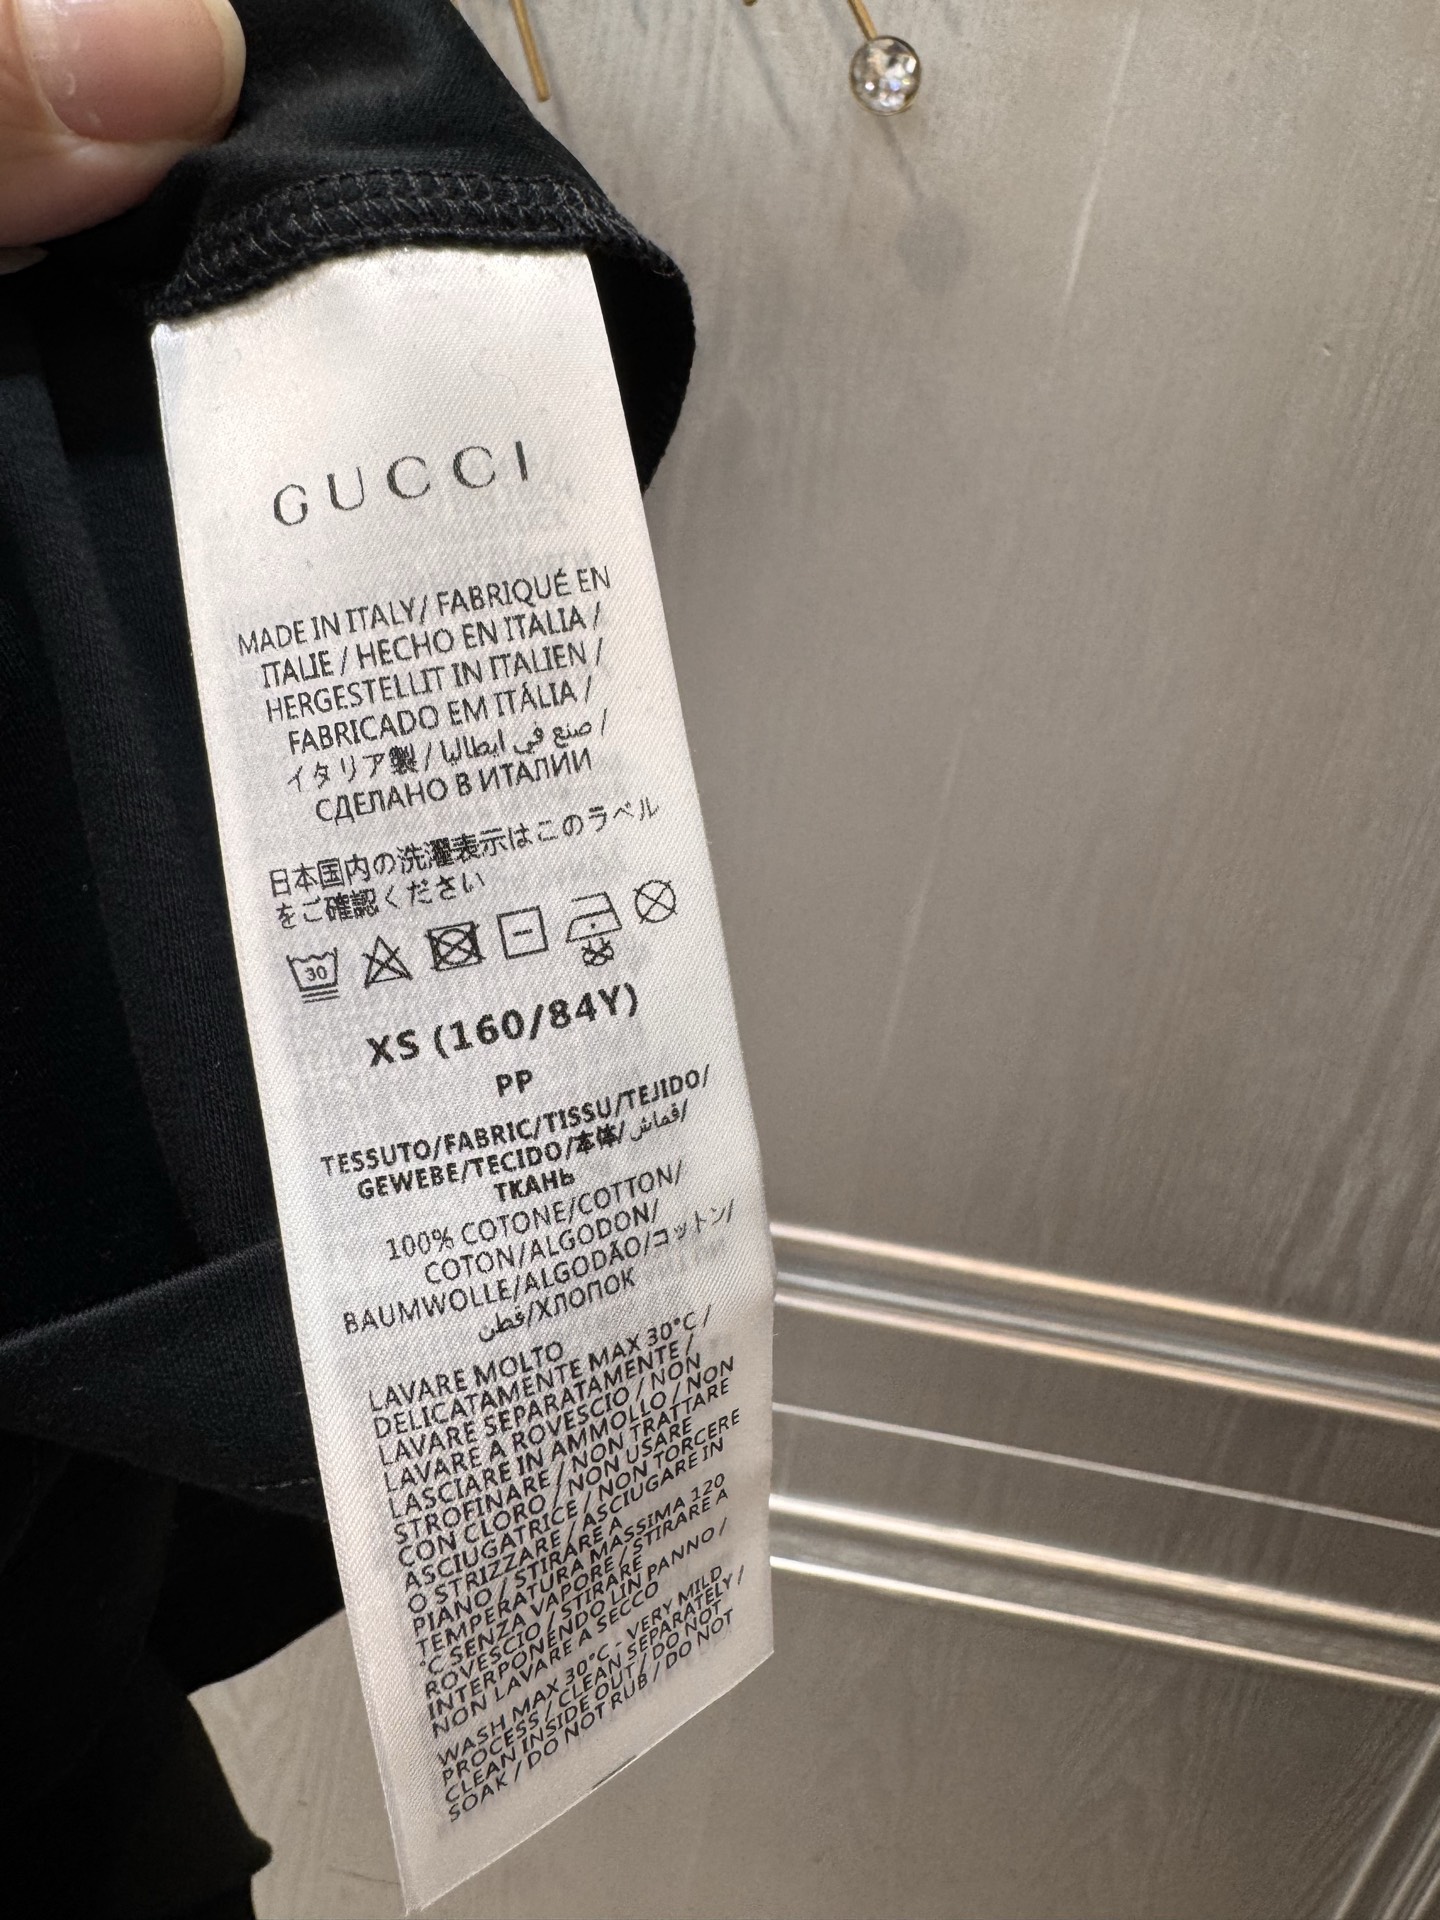 GUCCI
MADE IN ITALY/ FABRIQUÉ EN
ITALIE / HECHO EN ITALIA /
HERGESTELLT IN ITALIEN /
FABRICADO EM ITÁLIA /
イタリア製 / صنع في ايطاليا /
СДЕЛАНО В ИТАЛИИ
日本国内の洗濯表示はこのラベル
をご確認ください
30
XS (160/84Y)
PP
TESSUTO/FABRIC/TISSU/TEJIDO/
GEWEBE/TECIDO/本体/قماش/
ТКАНЬ
100% COTONE/COTTON/
COTON/ALGODON/
BAUMWOLLE/ALGODÃO/コットン/
قطن/ХЛОПОК
LAVARE MOLTO
DELICATAMENTE MAX 30°C /
LAVARE SEPARATAMENTE /
LAVARE A ROVESCIO / NON
LASCIARE IN AMMOLLO / NON
STROFINARE / NON TRATTARE
CON CLORO / NON USARE
ASCIUGATRICE / NON TORCERE
O STRIZZARE / ASCIUGARE IN
PIANO / STIRARE A
TEMPERATURA MASSIMA 120
°C SENZA VAPORE / STIRARE A
ROVESCIO / STIRARE
INTERPONENDO UN PANNO /
NON LAVARE A SECCO
WASH MAX 30°C - VERY MILD
PROCESS / CLEAN SEPARATELY /
CLEAN INSIDE OUT / DO NOT
SOAK / DO NOT RUB / DO NOT